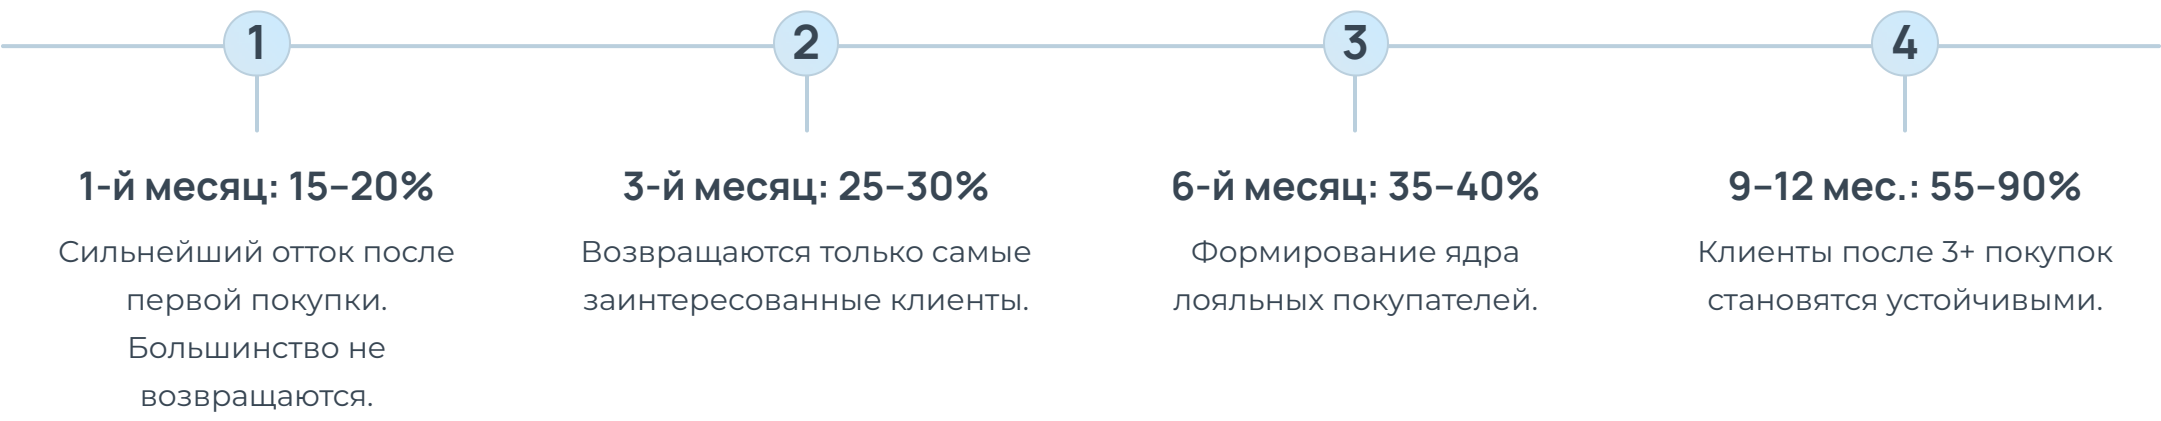 1
2
3
4
1-й месяц: 15–20%
Сильнейший отток после
первой покупки.
Большинство не
возвращаются.
3-й месяц: 25–30%
Возвращаются только самые
заинтересованные клиенты.
6-й месяц: 35–40%
Формирование ядра
лояльных покупателей.
9–12 мес.: 55–90%
Клиенты после 3+ покупок
становятся устойчивыми.